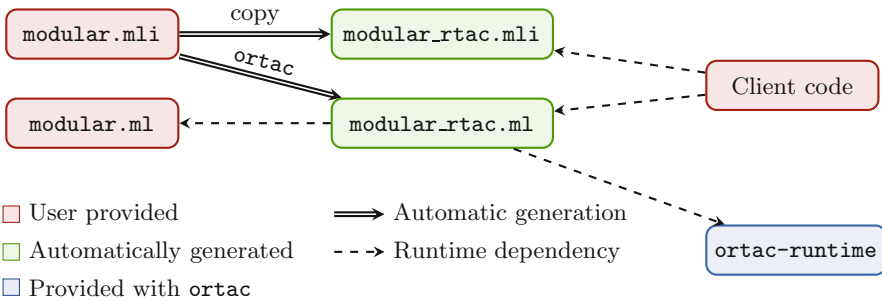 copy
modular.mli
modular_rtac.mli
ortac
Client code
modular.ml
modular_rtac.ml
User provided
Automatic generation
Automatically generated
Runtime dependency
ortac-runtime
Provided with ortac